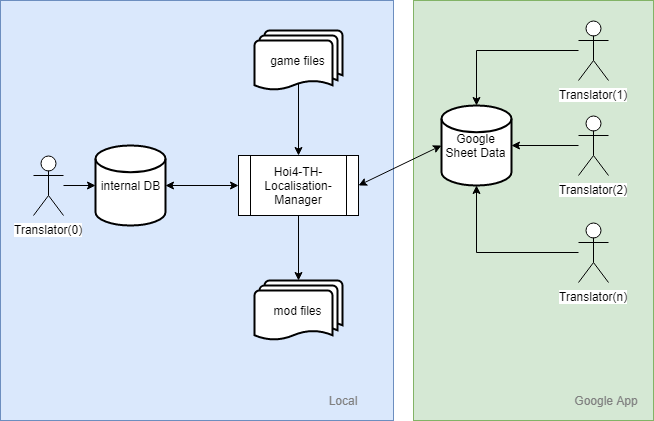 game files
Translator(1)
Google
Sheet Data
Hoi4-TH-
Localisation-
Manager
internal DB
Translator(2)
Translator(0)
Translator(n)
mod files
Local
Google App